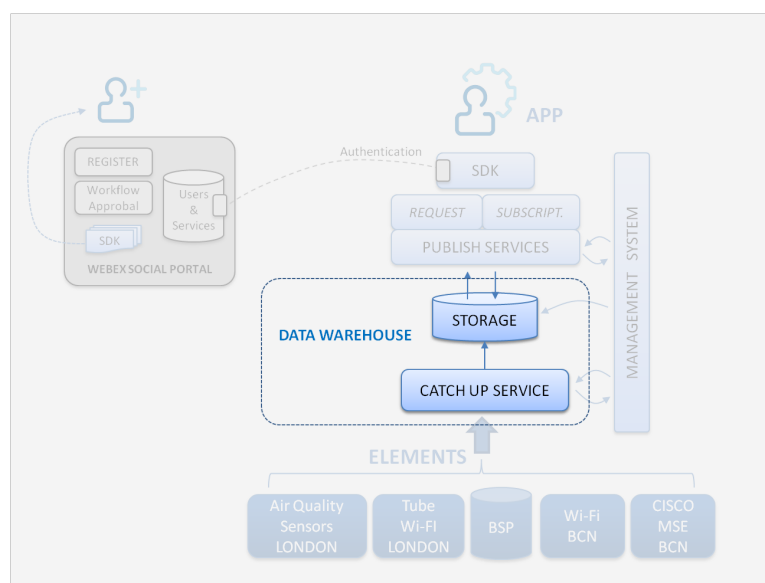 APP
Authentication
REGISTER
Workflow
Approbal
SDK
Users
&
Services
WEBEX SOCIAL PORTAL
SDK
REQUEST
SUBSCRIPT.
PUBLISH SERVICES
MANAGEMENT SYSTEM
STORAGE
DATA WAREHOUSE
CATCH UP SERVICE
ELEMENTS
Air Quality
Sensors
LONDON
Tube
Wi-FI
LONDON
BSP
Wi-Fi
BCN
CISCO
MSE
BCN